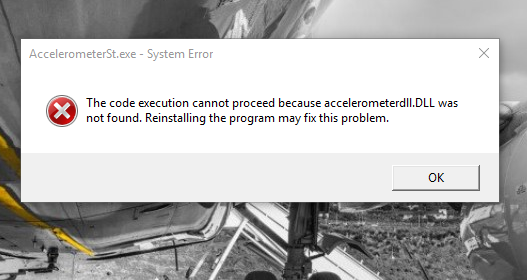 AccelerometerSt.exe - System Error
The code execution cannot proceed because accelerometerdll.DLL was
not found. Reinstalling the program may fix this problem.
OK